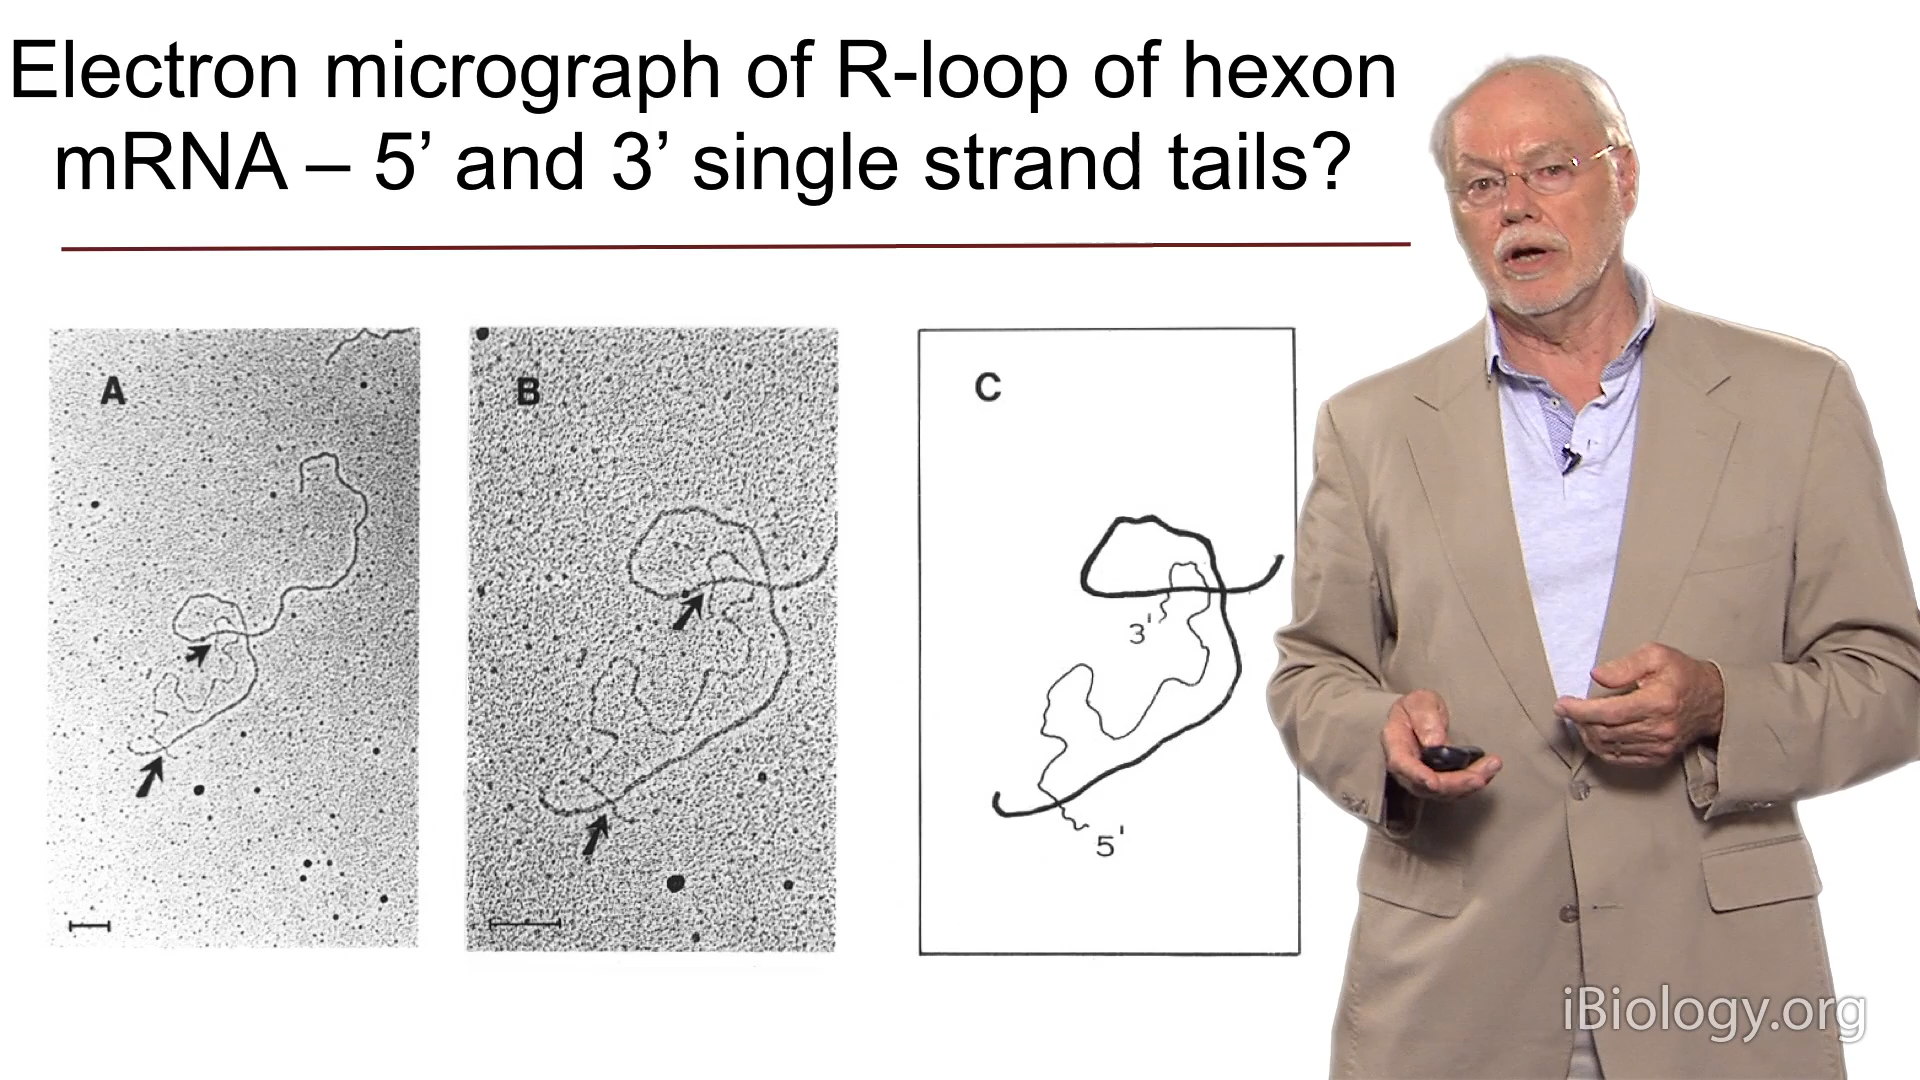 Electron micrograph of R-loop of hexon
mRNA – 5’ and 3’ single strand tails?
A
B
C
3'
5'
iBiology.org